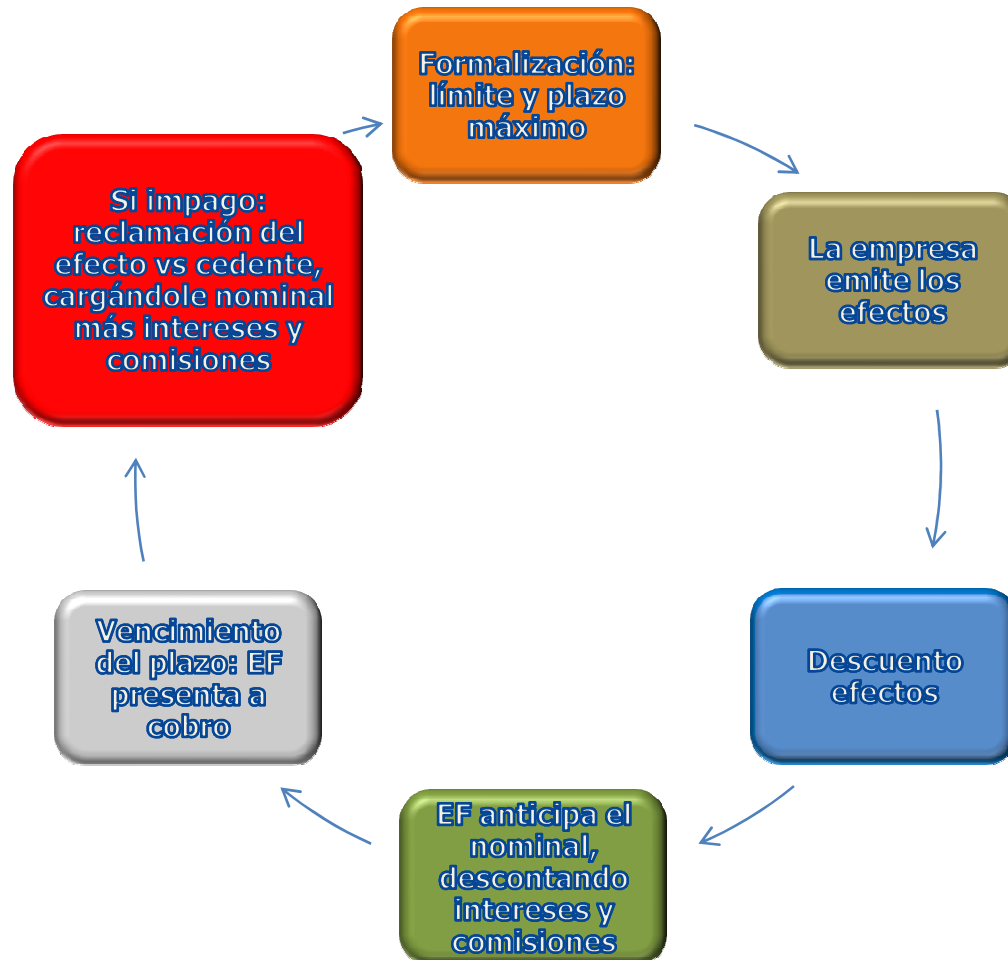 Formalización:
límite y plazo
máximo
La empresa
emite los
efectos
Descuento
efectos
EF anticipa el
nominal,
descontando
intereses y
comisiones
Vencimiento
del plazo: EF
presenta a
cobro
Si impago:
reclamación del
efecto vs cedente,
cargándole nominal
más intereses y
comisiones